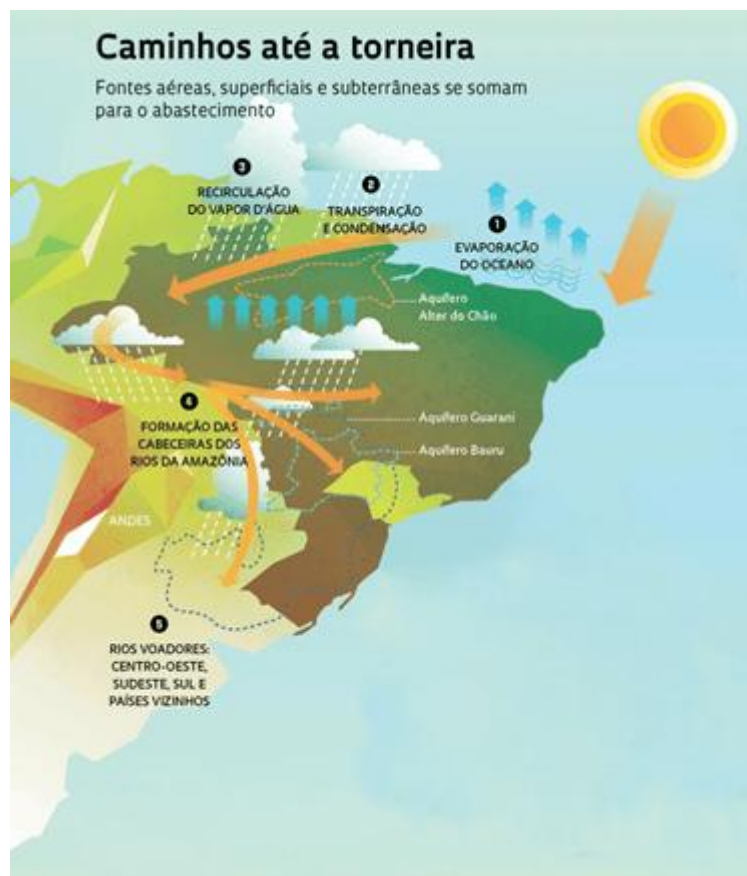 Caminhos até a torneira
Fontes aéreas, superficiais e subterrâneas se somam
para o abastecimento
3
RECIRCULAÇÃO
DO VAPOR D'ÁGUA
2
TRANSPIRAÇÃO
E CONDENSAÇÃO
1
EVAPORAÇÃO
DO OCEANO
Aquífero
Alter do Chão
Aquífero Guarani
Aquífero Bauru
4
FORMAÇÃO DAS
CABECEIRAS DOS
RIOS DA AMAZÔNIA
ANDES
5
RIOS VOADORES:
CENTRO-OESTE,
SUDESTE, SUL E
PAÍSES VIZINHOS